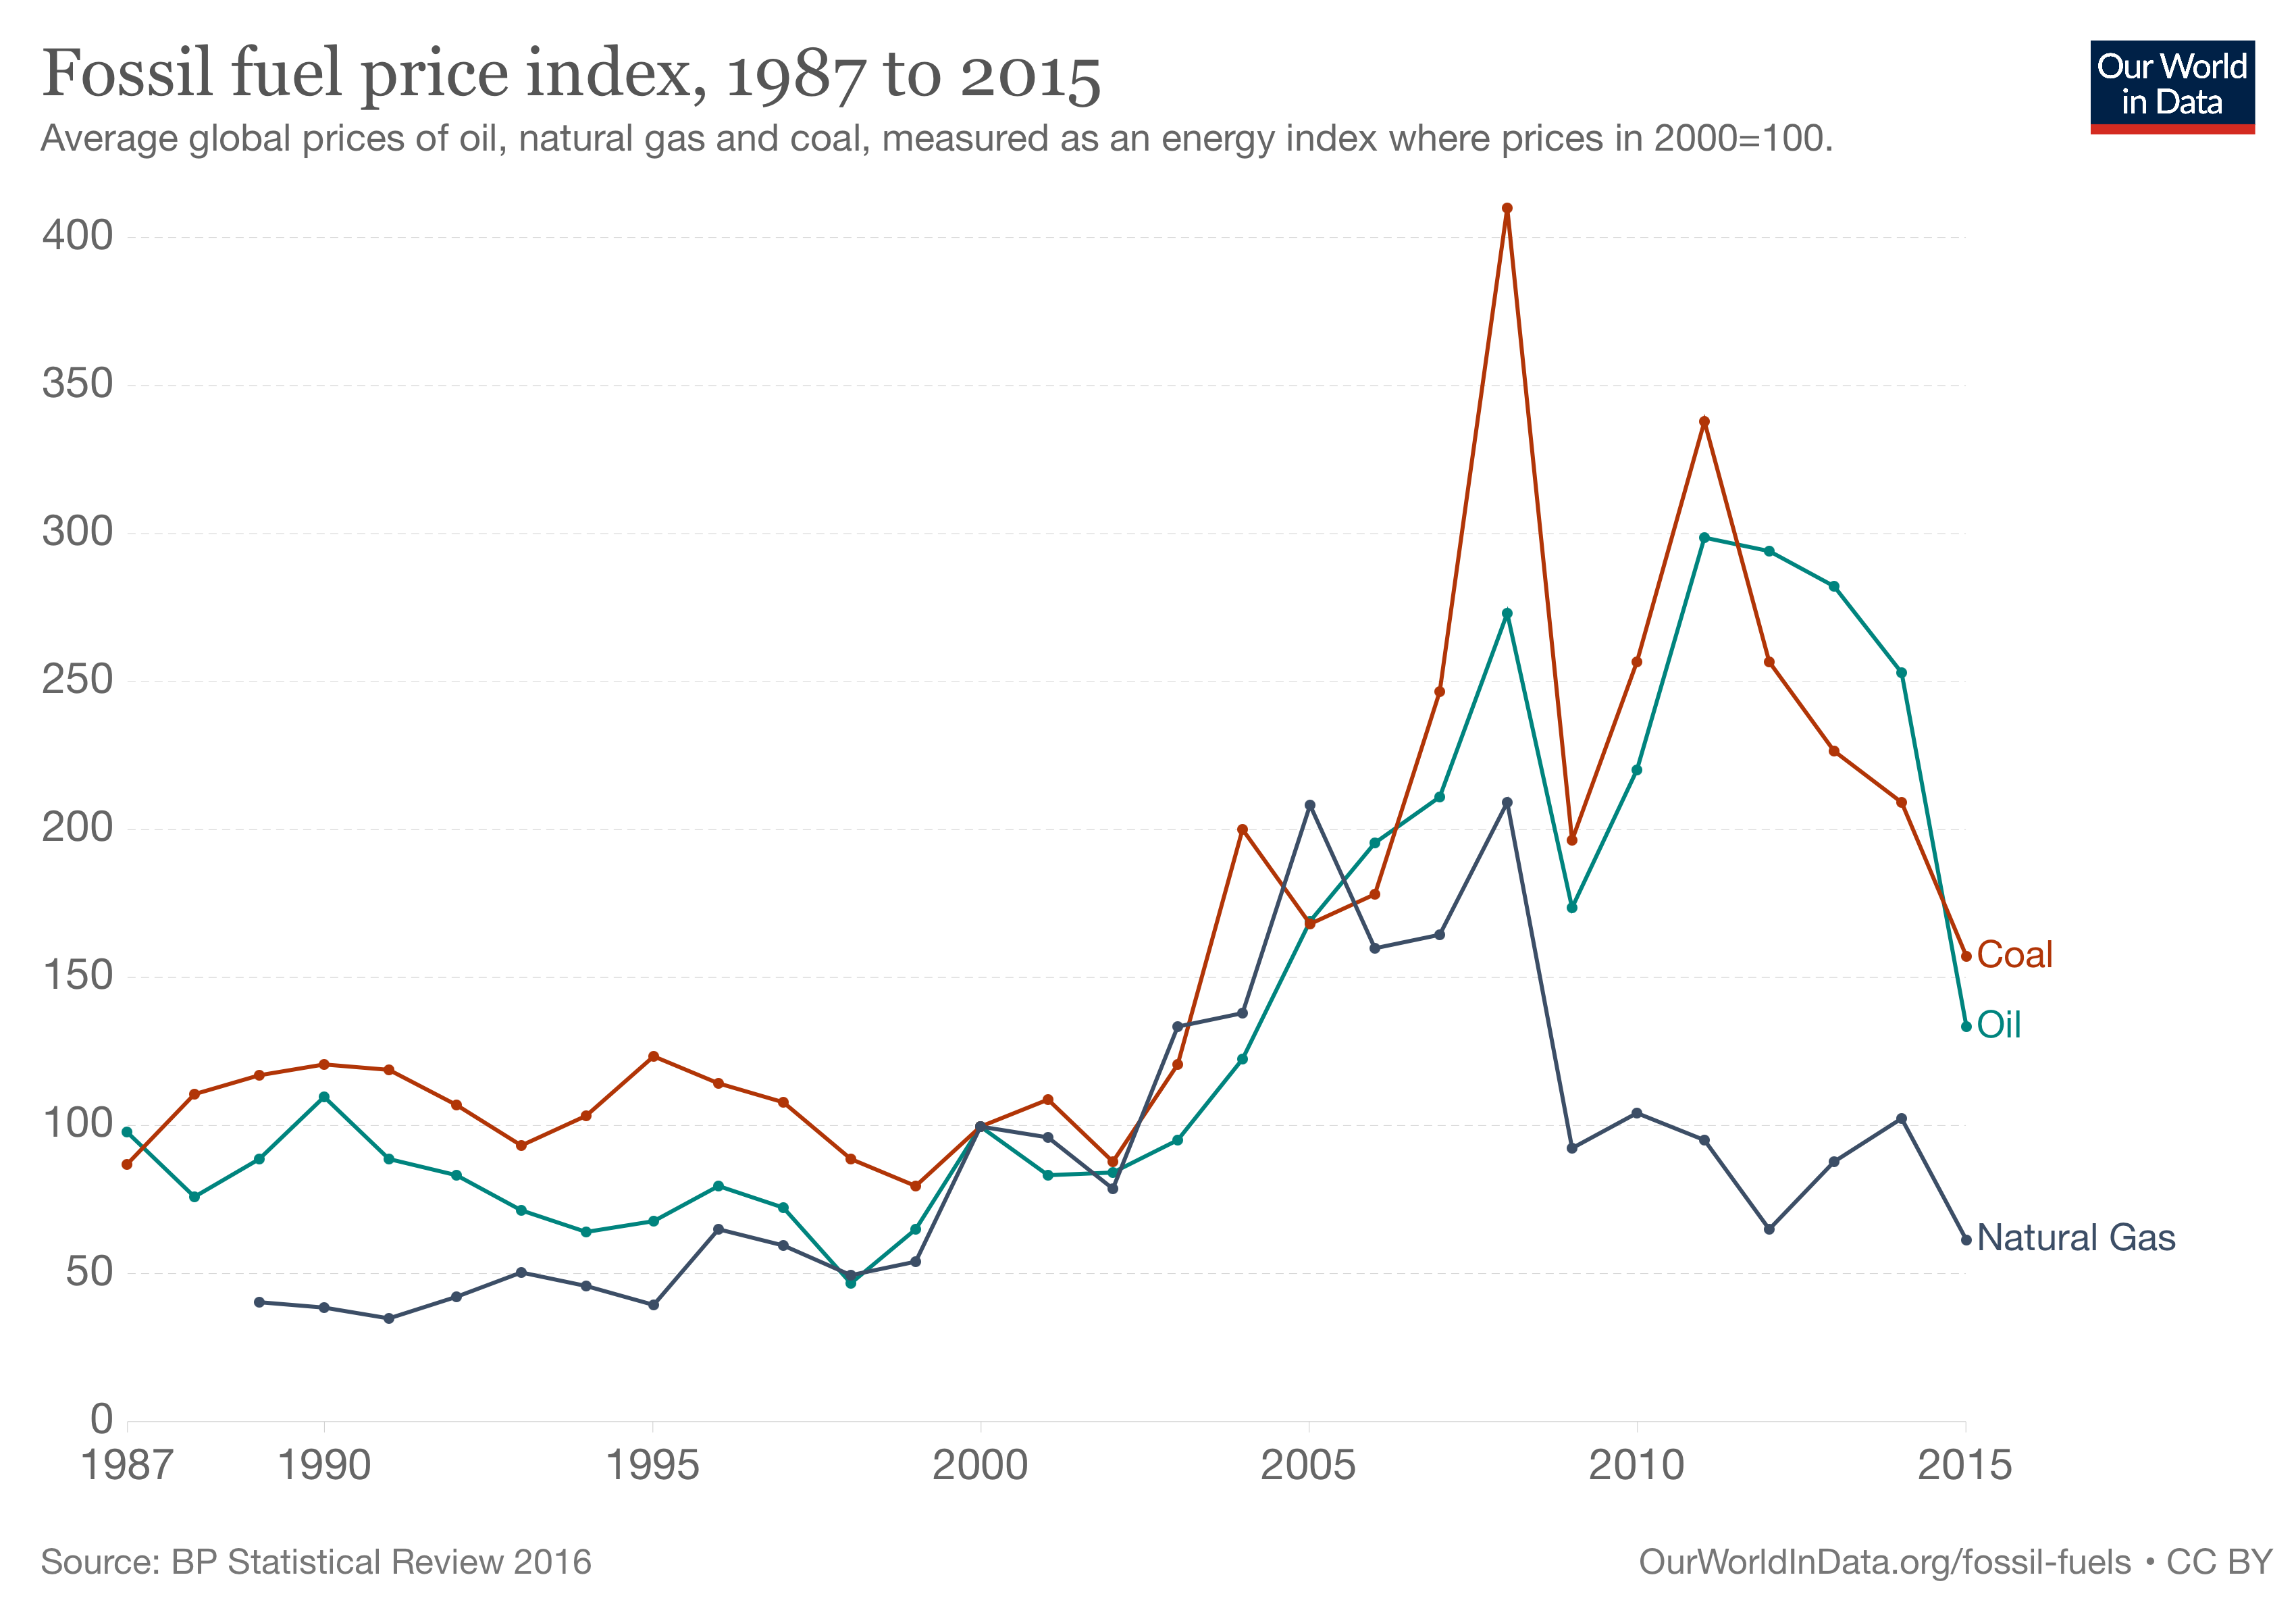 Fossil fuel price index, 1987 to 2015
Our World
in Data
Average global prices of oil, natural gas and coal, measured as an energy index where prices in 2000=100.
400
350
300
250
200
150
100
50
0
Coal
Oil
Natural Gas
1987 1990 1995 2000 2005 2010 2015
Source: BP Statistical Review 2016
OurWorldInData.org/fossil-fuels • CC BY